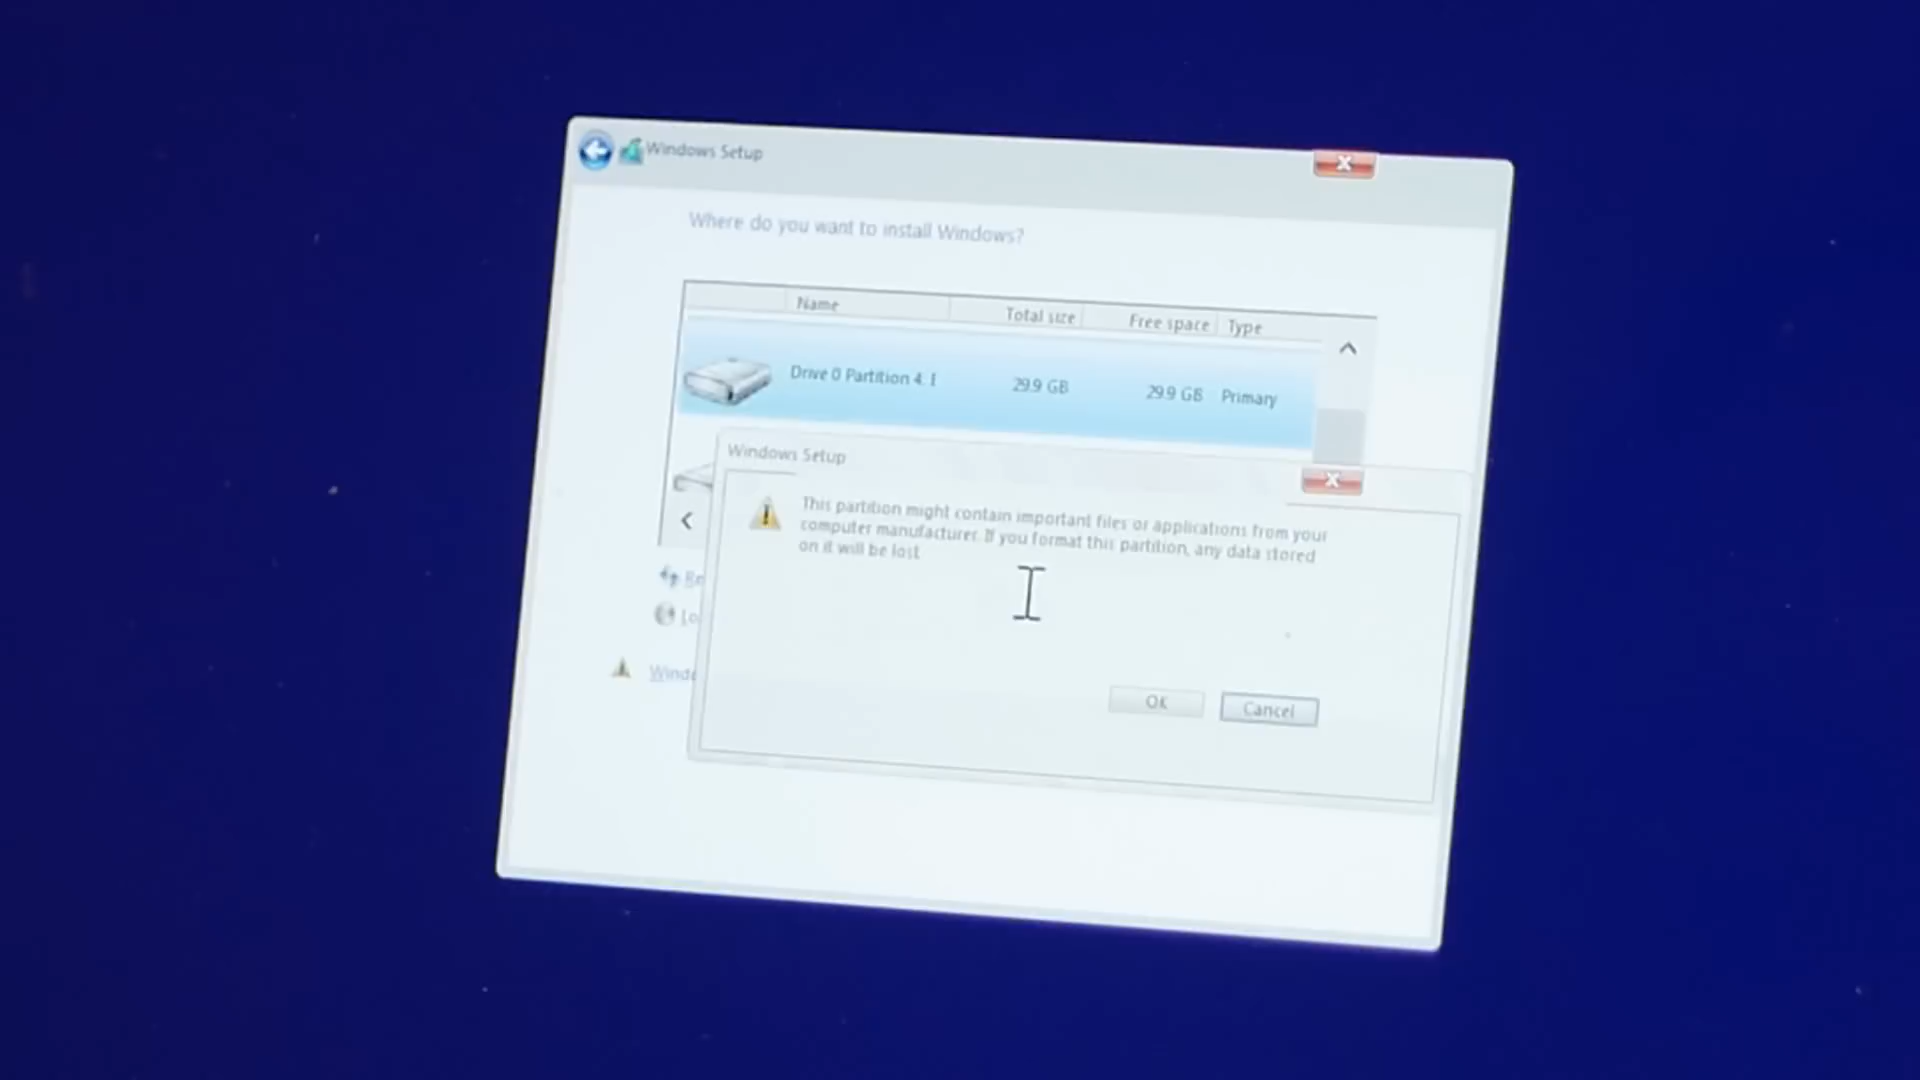 Windows Setup
Where do you want to install Windows?
Name Total size Free space Type
Drive 0 Partition 4: 29.9 GB 29.9 GB Primary
Windows Setup
This partition might contain important files or applications from your
computer manufacturer. If you format this partition, any data stored
on it will be lost.
OK Cancel